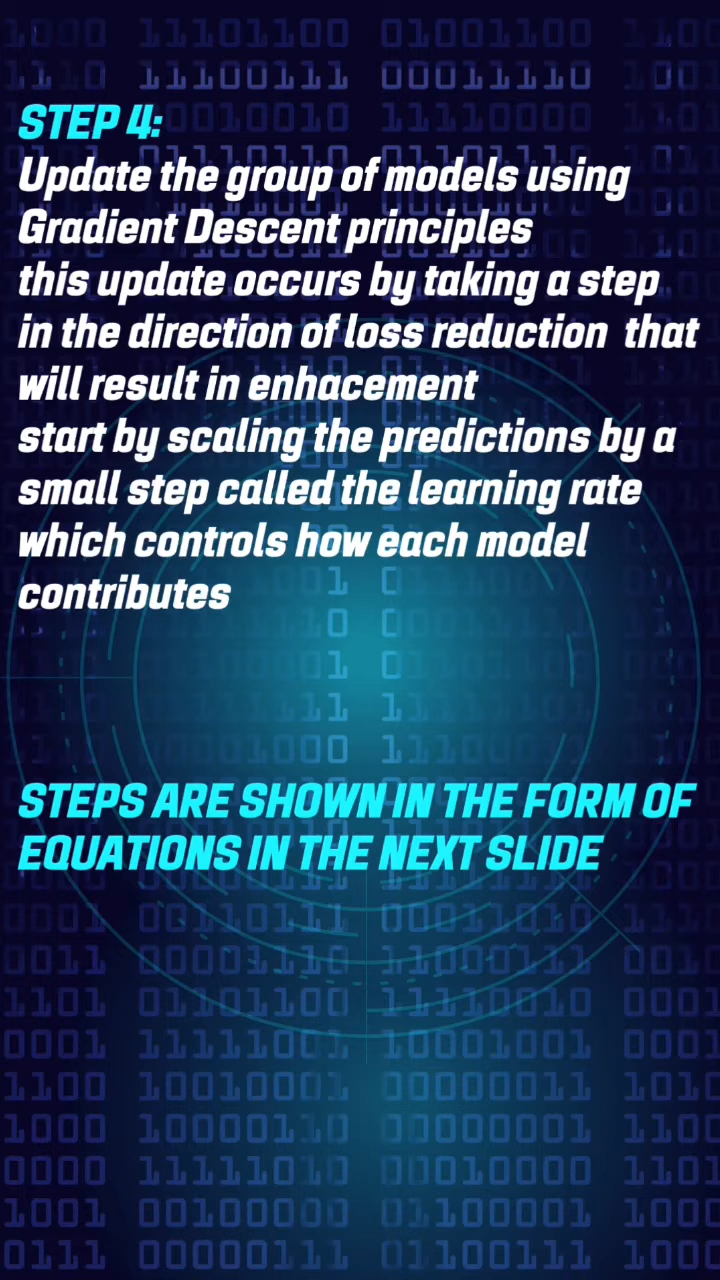 STEP 4:
Update the group of models using
Gradient Descent principles
this update occurs by taking a step
in the direction of loss reduction that
will result in enhacement
start by scaling the predictions by a
small step called the learning rate
which controls how each model
contributes
STEPS ARE SHOWN IN THE FORM OF
EQUATIONS IN THE NEXT SLIDE